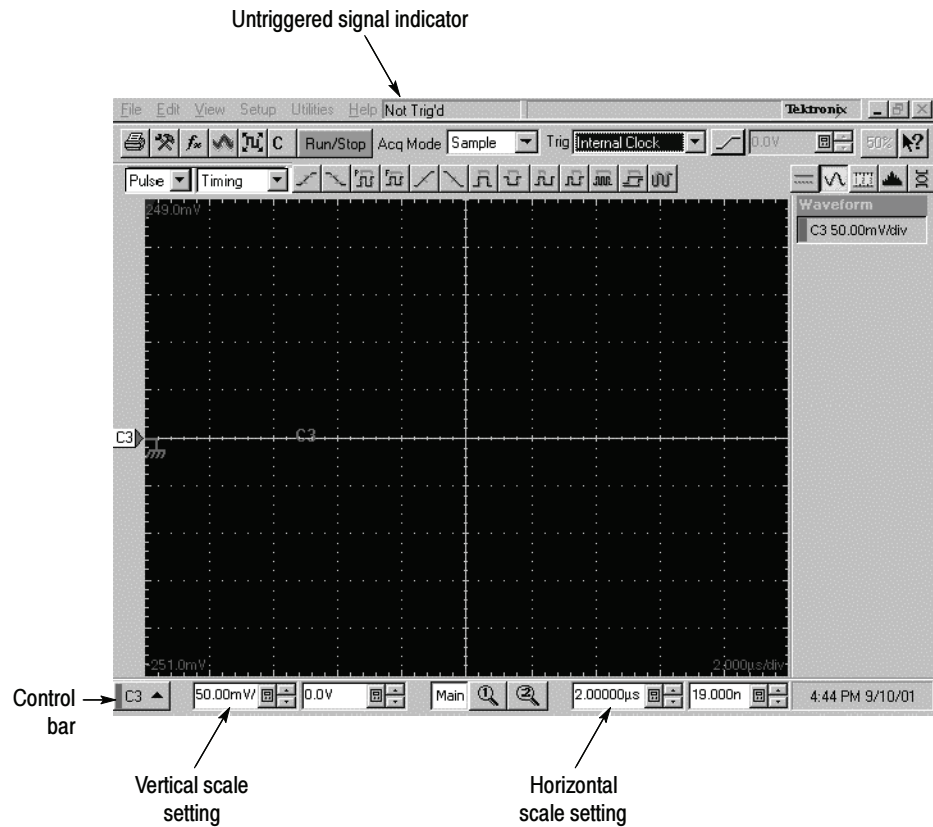 Untriggered signal indicator
File Edit View Setup Utilities Help Not Trig'd Tektronix
C Run/Stop Acq Mode Sample Trig Internal Clock 0.0V 50% ?
Pulse Timing
249.0mV
Waveform
C3 50.00mV/div
C3
C3
-251.0mV
2.000µs/div
Control bar
C3 50.00mV/ 0.0V Main 1 2 2.00000µs 19.000n 4:44 PM 9/10/01
Vertical scale
setting
Horizontal
scale setting